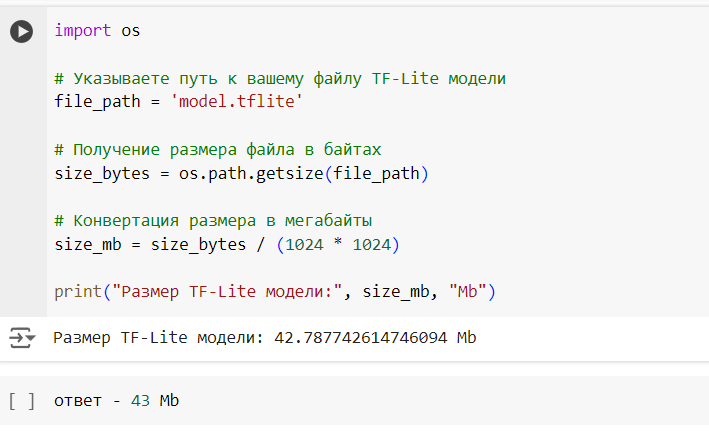 import os
# Указываете путь к вашему файлу TF-Lite модели
file_path = 'model.tflite'
# Получение размера файла в байтах
size_bytes = os.path.getsize(file_path)
# Конвертация размера в мегабайты
size_mb = size_bytes / (1024 * 1024)
print("Размер TF-Lite модели:", size_mb, "Mb")
Размер TF-Lite модели: 42.787742614746094 Mb
[ ] ответ - 43 Mb